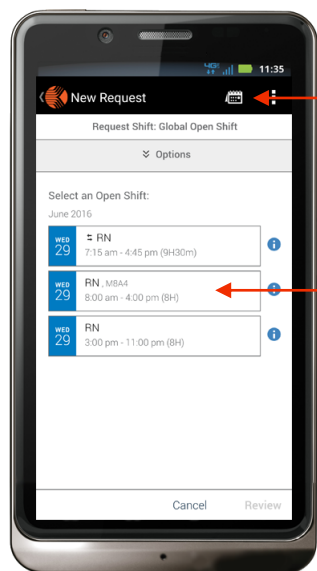 4G 11:35
New Request
Request Shift: Global Open Shift
Options
Select an Open Shift:
June 2016
WED
29
RN
7:15 am - 4:45 pm (9H30m)
WED
29
RN , M8A4
8:00 am - 4:00 pm (8H)
WED
29
RN
3:00 pm - 11:00 pm (8H)
Cancel Review